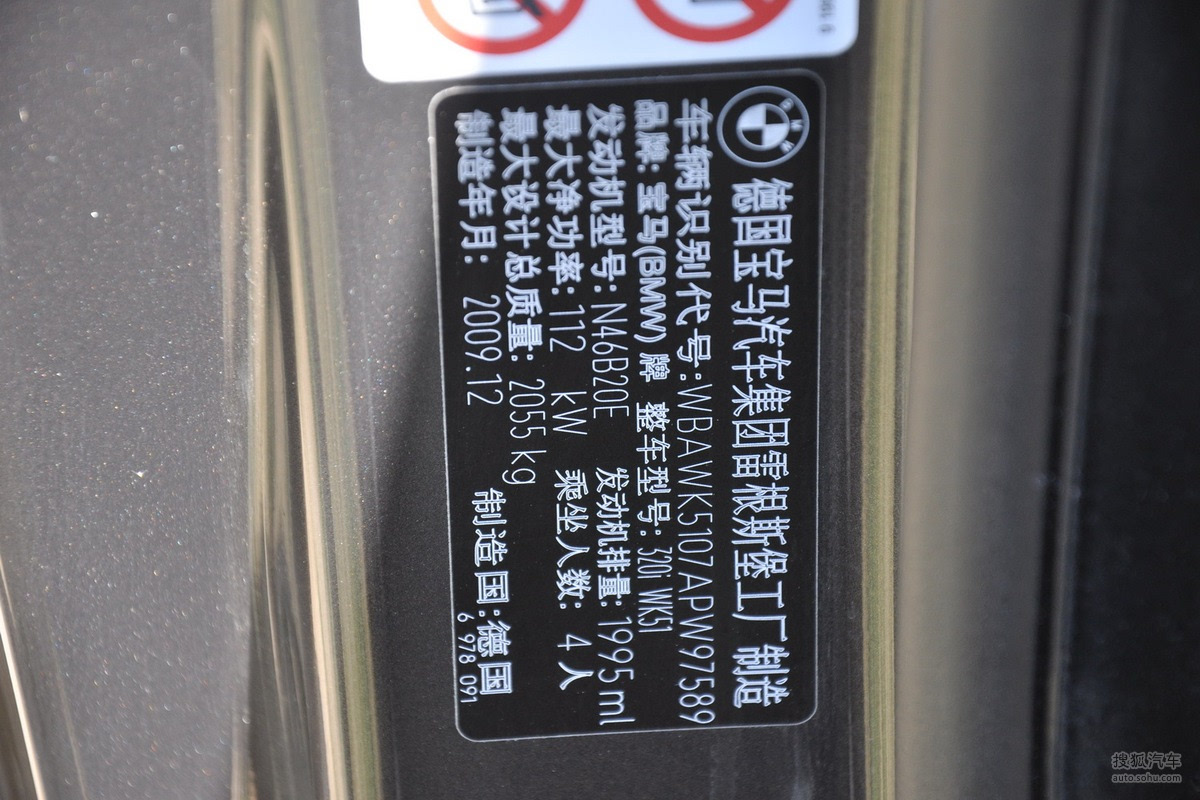 BMW
德国宝马汽车集团雷根斯堡工厂 制造
车辆识别代号:WBAWK5107APW97589
品牌: 宝马(BMW) 牌 整车型号: 320i WK51
发动机型号: N46B20E 发动机排量: 1995 ml
最大净功率: 112 kW 乘坐人数: 4 人
最大设计总质量: 2055 kg
制造年月: 2009.12 制造国:德国
6 978 091
搜狐汽车
auto.sohu.com